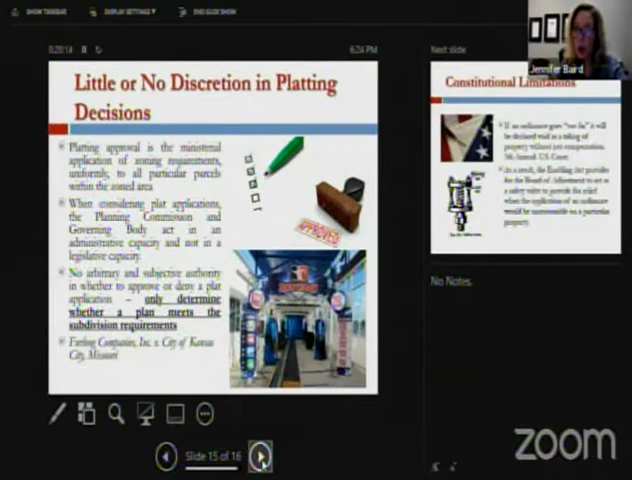 SHOW TASKBAR
DISPLAY SETTINGS ▼
END SLIDE SHOW
0:20:14
6:24 PM
Next slide
Jennifer Baird
Little or No Discretion in Platting
Decisions
Platting approval is the ministerial
application of zoning requirements,
uniformly, to all particular parcels
within the zoned area
When considering plat applications,
the Planning Commission and
Governing Body act in an
administrative capacity and not in a
legislative capacity.
No arbitrary and subjective authority
in whether to approve or deny a plat
application – only determine
whether a plan meets the
subdivision requirements
Furlong Companies, Inc. v. City of Kansas
City, Missouri
APPROVED
Constitutional Limitations
If an ordinance goes "too far" it will
be declared void as a taking of
property without just compensation,
5th Amend. US Const.
As a result, the Enabling Act provides
for the Board of Adjustment to act as
a safety valve to provide for relief
when the application of an ordinance
would be unreasonable on a particular
property
No Notes.
Slide 15 of 16
zoom